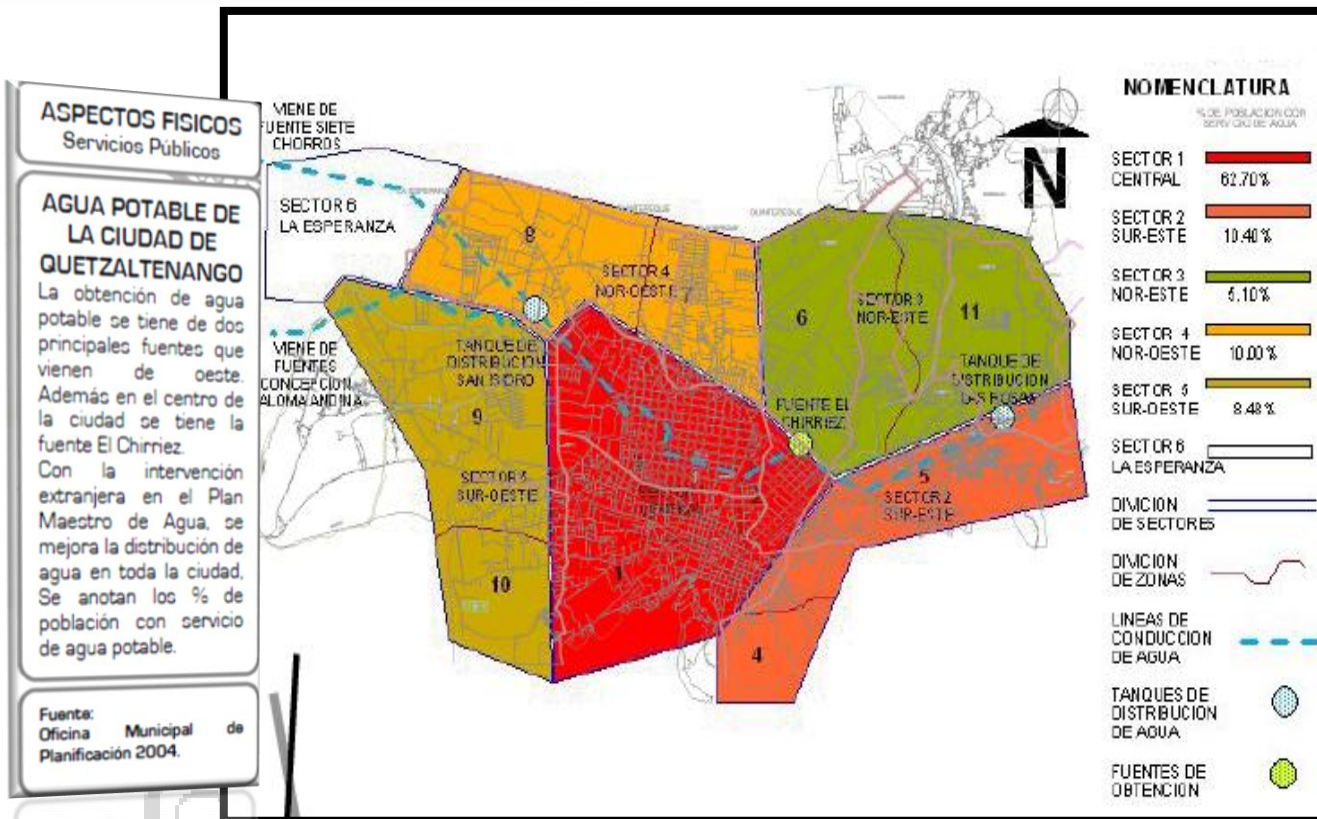 ASPECTOS FISICOS
Servicios Públicos
AGUA POTABLE DE
LA CIUDAD DE
QUETZALTENANGO
La obtención de agua
potable se tiene de dos
principales fuentes que
vienen de oeste.
Además en el centro de
la ciudad se tiene la
fuente El Chirriez.
Con la intervención
extranjera en el Plan
Maestro de Agua, se
mejora la distribución de
agua en toda la ciudad,
Se anotan los % de
población con servicio
de agua potable.
Fuente:
Oficina Municipal de
Planificación 2004.
VIENE DE
FUENTE SIETE
CHORROS
SECTOR 6
LA ESPERANZA
LA ESPERANZA
8
SECTOR 4
NOR-OESTE
7
6
SECTOR 3
NOR-ESTE
11
VIENE DE
FUENTES
CONCEPCION
TANQUE DE
DISTRIBUCION
SAN ISIDRO
9
SECTOR 5
SUR-OESTE
10
1
FUENTE EL
CHIRRIEZ
TANQUE DE
DISTRIBUCION
5
SECTOR 2
SUR-ESTE
4
N
NOMENCLATURA
% DE POBLACION CON
SERVICIO DE AGUA
SECTOR 1
CENTRAL 62.70%
SECTOR 2
SUR-ESTE 10.40%
SECTOR 3
NOR-ESTE 5.10%
SECTOR 4
NOR-OESTE 10.00%
SECTOR 5
SUR-OESTE 8.48%
SECTOR 6
LA ESPERANZA
DIVICION
DE SECTORES
DIVICION
DE ZONAS
LINEAS DE
CONDUCCION
DE AGUA
TANQUES DE
DISTRIBUCION
DE AGUA
FUENTES DE
OBTENCION